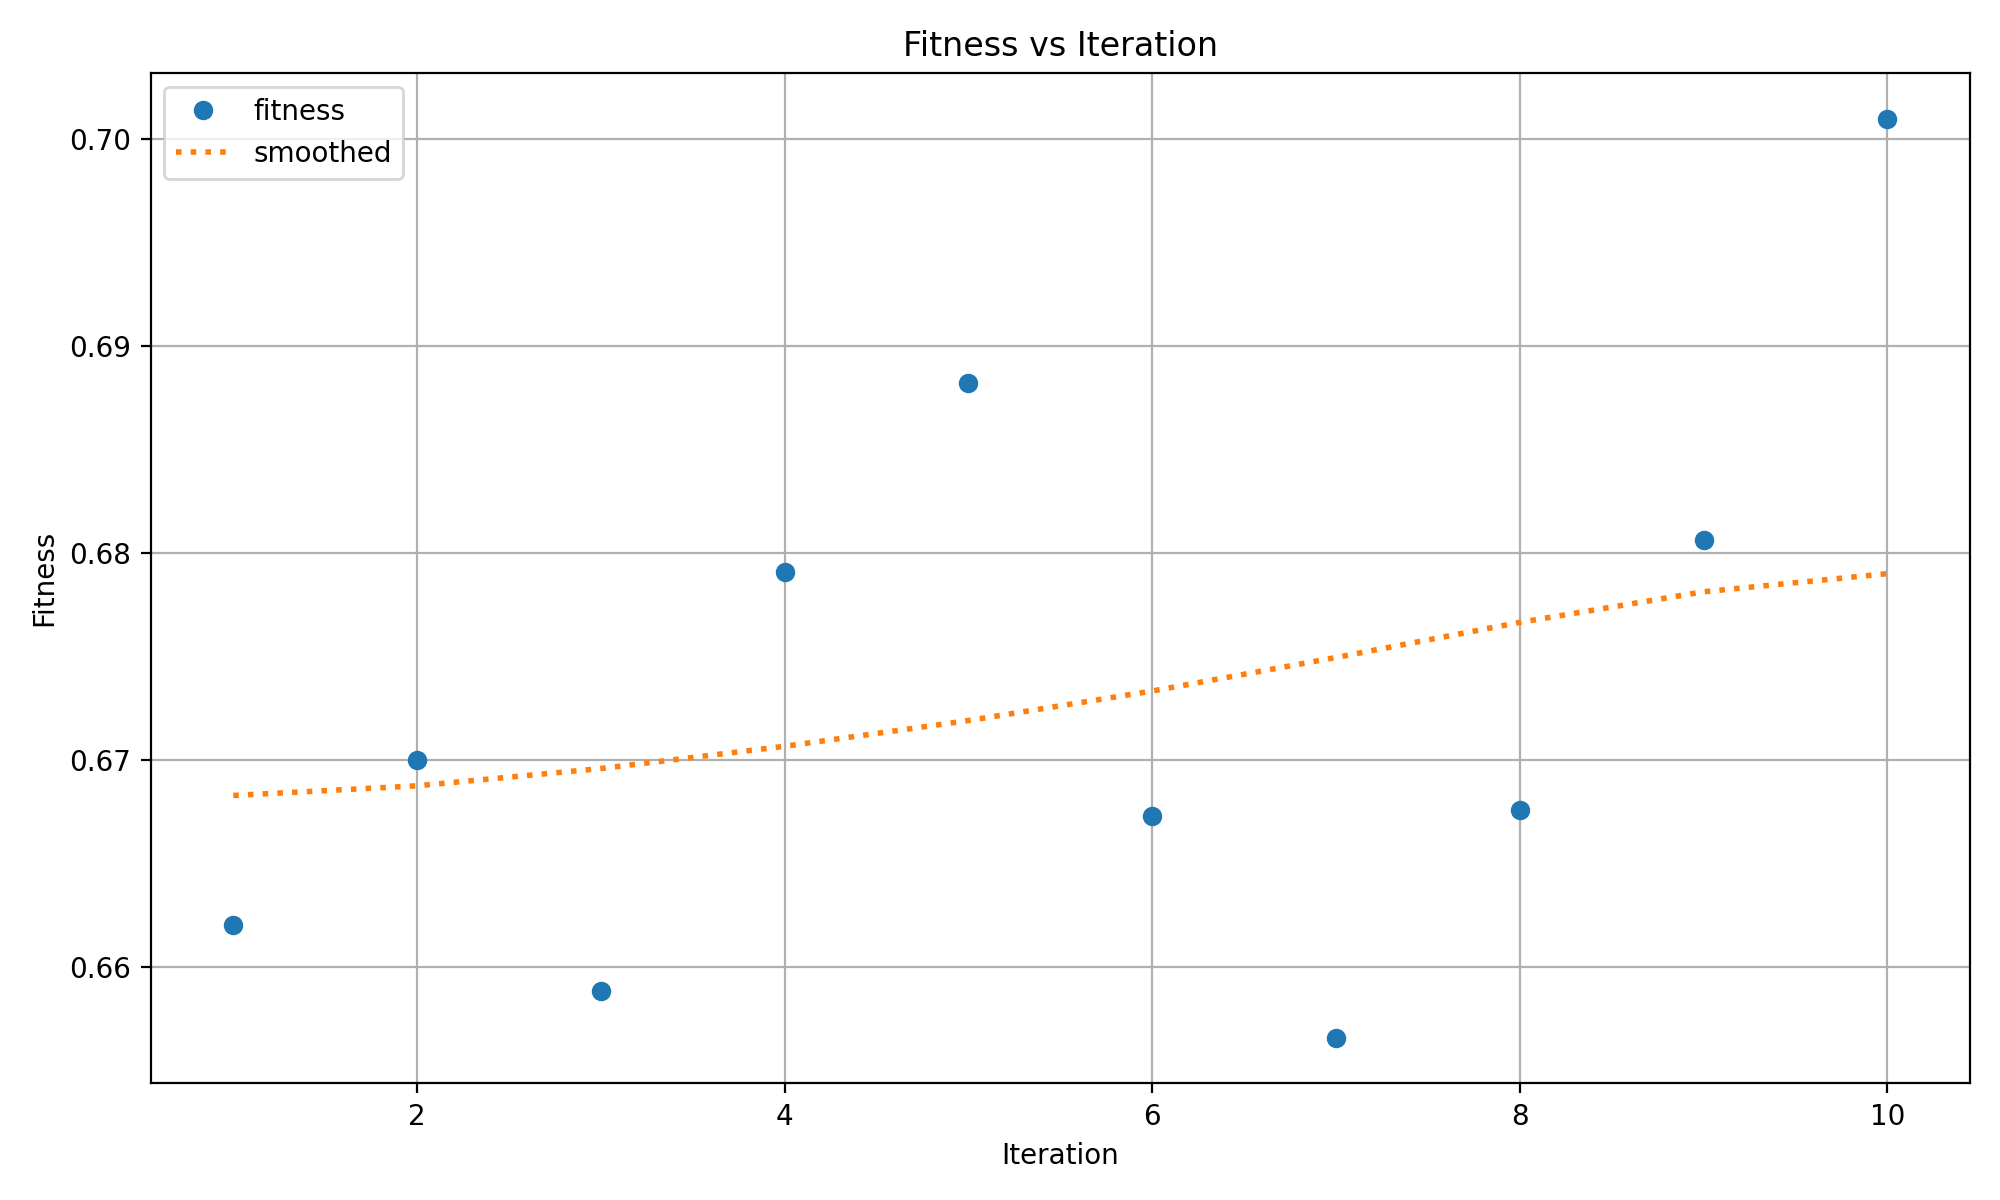 Fitness vs Iteration
fitness
smoothed
0.70
0.69
0.68
0.67
0.66
Fitness
2 4 6 8 10
Iteration